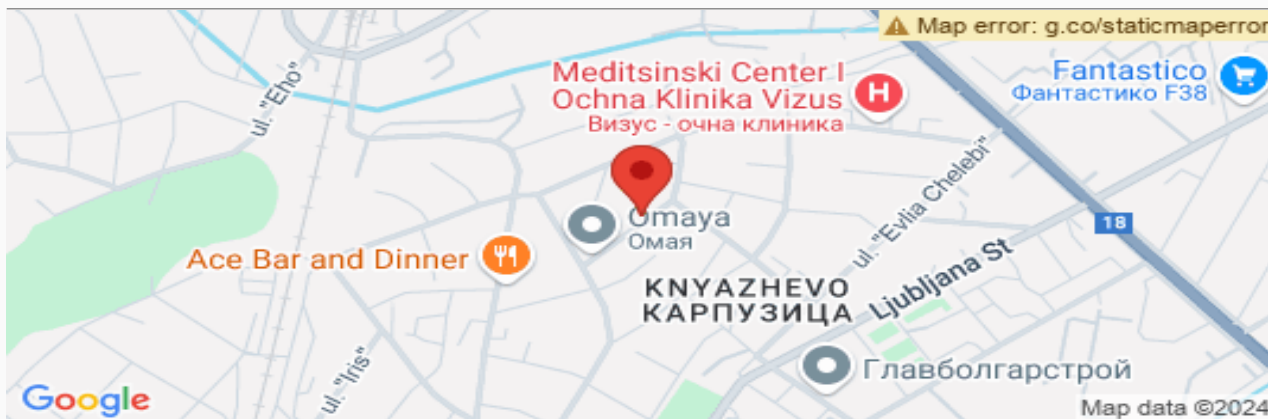 Map error: g.co/staticmaperror
Meditsinski Center I
Ochna Klinika Vizus
Визус - очна клиника
H
Fantastico
Фантастико F38
ul. "Eho"
ul. "Evlia Chelebi"
18
Omaya
Омая
Ace Bar and Dinner
Ljubljana St
KNYAZHEVO
КАРПУЗИЦА
ul. "Iris"
Главболгарстрой
Google
Map data ©2024